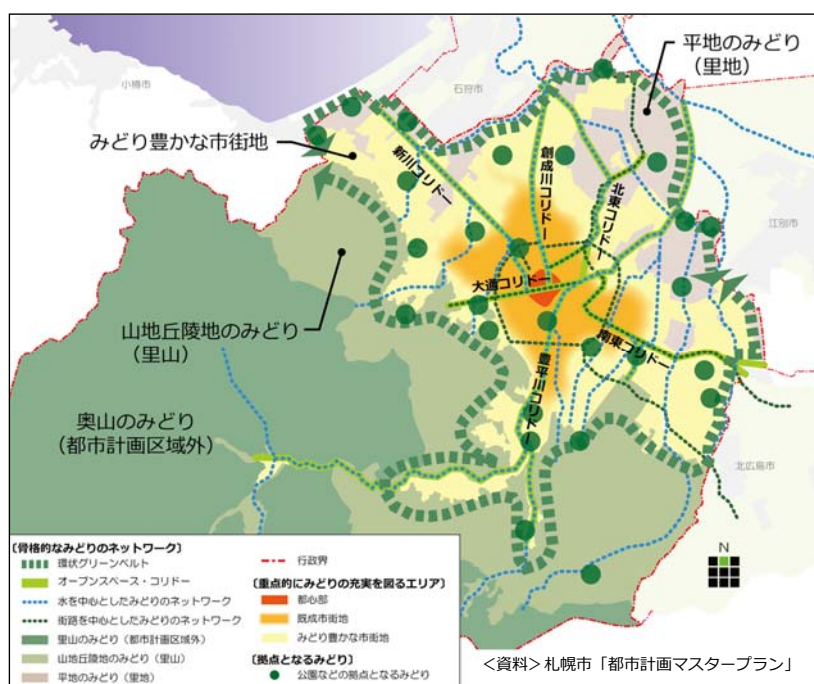 平地のみどり
(里地)
小樽市
石狩市
みどり豊かな市街地
新川コリドー
創成川コリドー
北東コリドー
江別市
大通コリドー
山地丘陵地のみどり
(里山)
南東コリドー
豊平川コリドー
奥山のみどり
(都市計画区域外)
北広島市
N
〔骨格的なみどりのネットワーク〕
環状グリーンベルト
オープンスペース・コリドー
水を中心としたみどりのネットワーク
街路を中心としたみどりのネットワーク
里山のみどり(都市計画区域外)
山地丘陵地のみどり(里山)
平地のみどり(里地)
行政界
〔重点的にみどりの充実を図るエリア〕
都心部
既成市街地
みどり豊かな市街地
〔拠点となるみどり〕
公園などの拠点となるみどり
<資料>札幌市「都市計画マスタープラン」